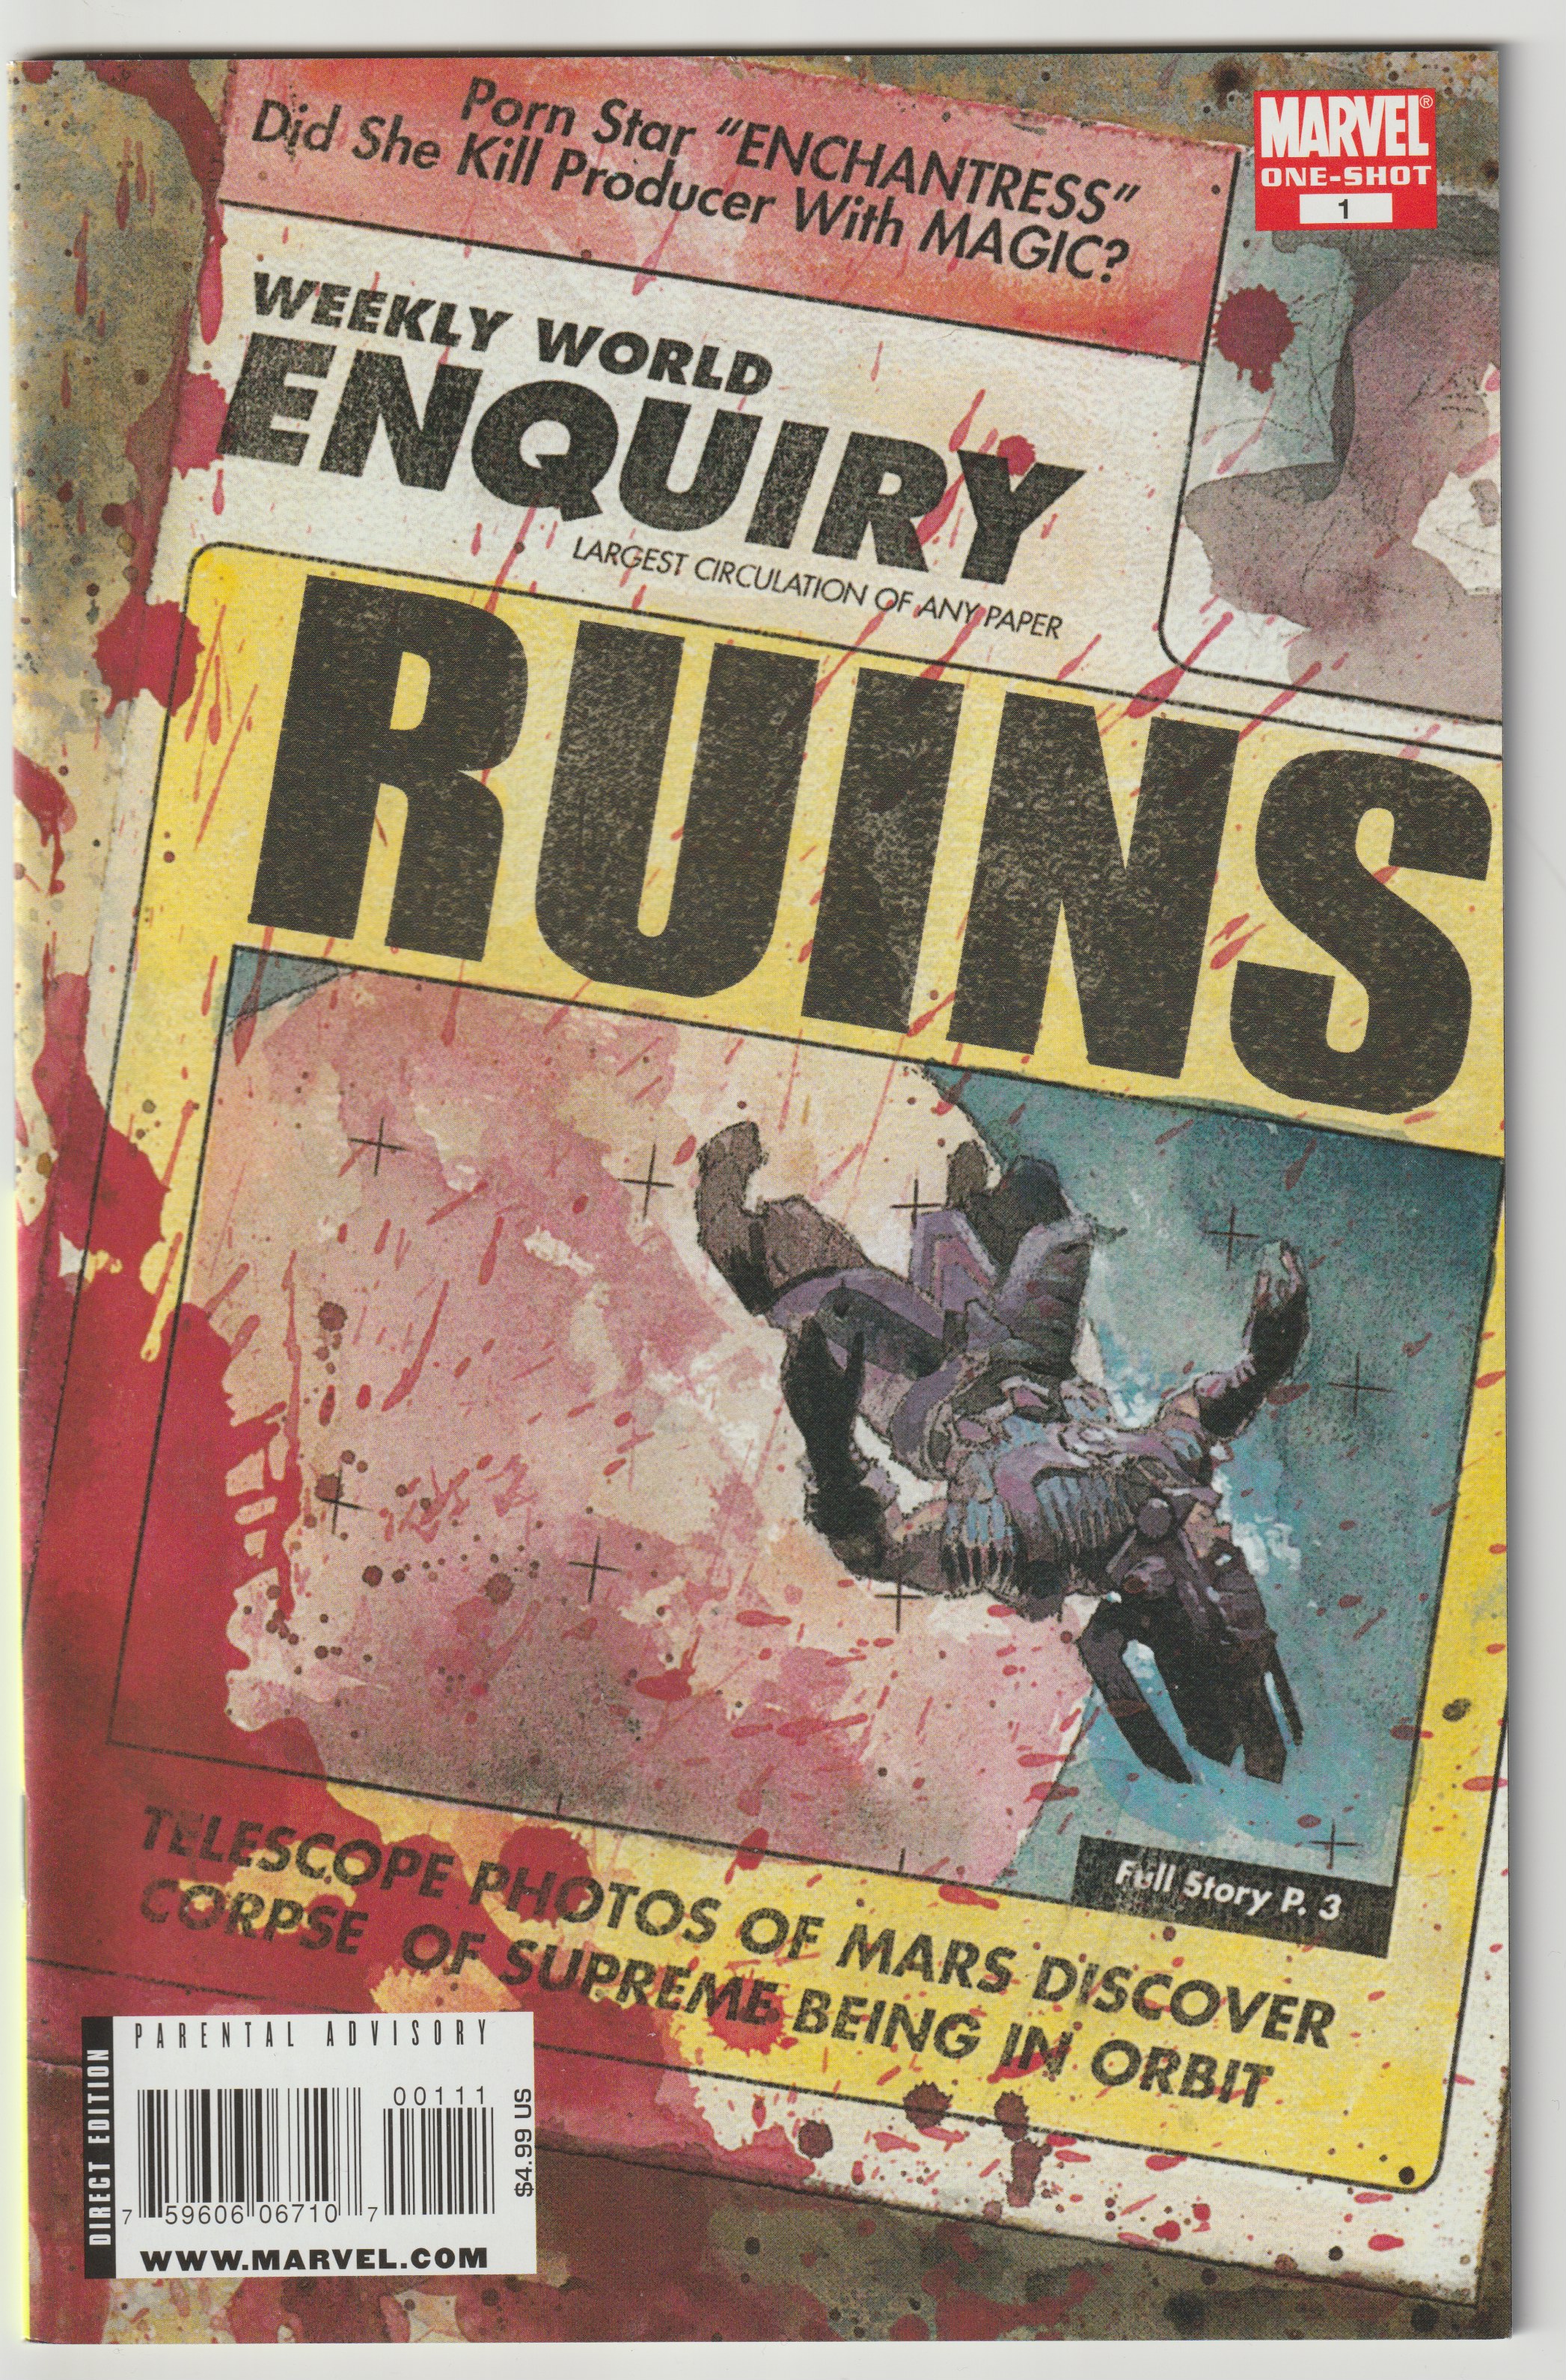 Porn Star "ENCHANTRESS"
Did She Kill Producer With MAGIC?
MARVEL®
ONE-SHOT
1
WEEKLY WORLD
ENQUIRY
LARGEST CIRCULATION OF ANY PAPER
RUINS
Full Story P. 3
TELESCOPE PHOTOS OF MARS DISCOVER
CORPSE OF SUPREME BEING IN ORBIT
PARENTAL ADVISORY
DIRECT EDITION
00111
7 59606 06710 7
$4.99 US
WWW.MARVEL.COM